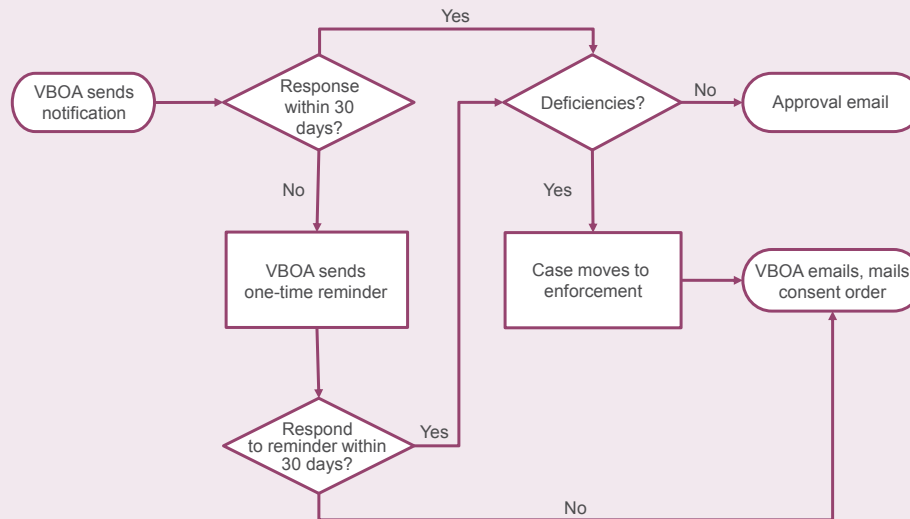 Yes
VBOA sends
notification
Response
within 30
days?
Deficiencies?
No
Approval email
No
Yes
VBOA sends
one-time reminder
Case moves to
enforcement
VBOA emails, mails
consent order
Respond
to reminder within
30 days?
Yes
No